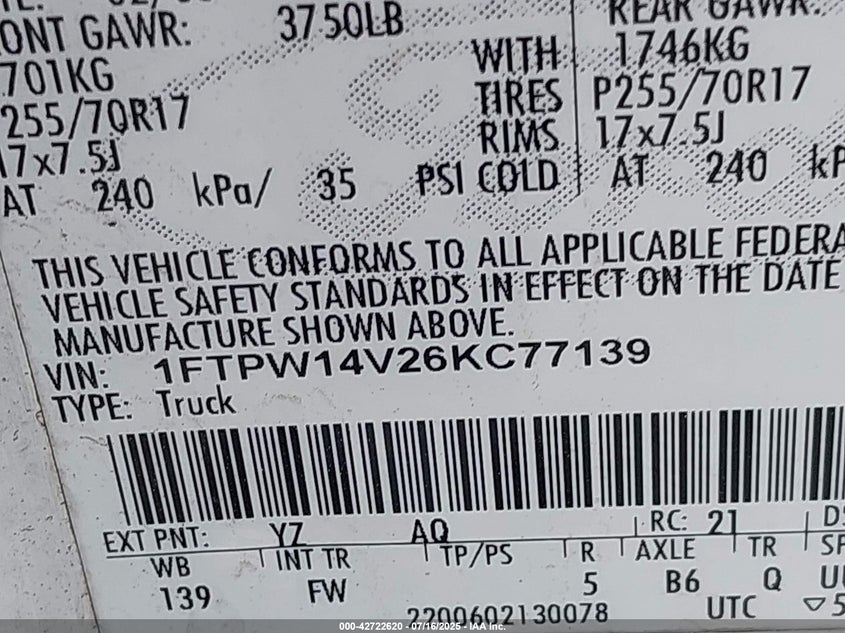 ONT GAWR: 3750LB
701KG
255/70R17
17x7.5J
AT 240 kPa/ 35 PSI COLD
WITH
TIRES
RIMS
REAR GAWR:
1746KG
P255/70R17
17x7.5J
AT 240 kP
THIS VEHICLE CONFORMS TO ALL APPLICABLE FEDERA
VEHICLE SAFETY STANDARDS IN EFFECT ON THE DATE
MANUFACTURE SHOWN ABOVE.
VIN: 1FTPW14V26KC77139
TYPE: Truck
EXT PNT: YZ AQ RC: 21
WB INT TR TP/PS R AXLE TR SP
139 FW 5 B6 Q
2200602130078 UTC ▽5
000-42722620 - 07/16/2025 - IAA Inc.